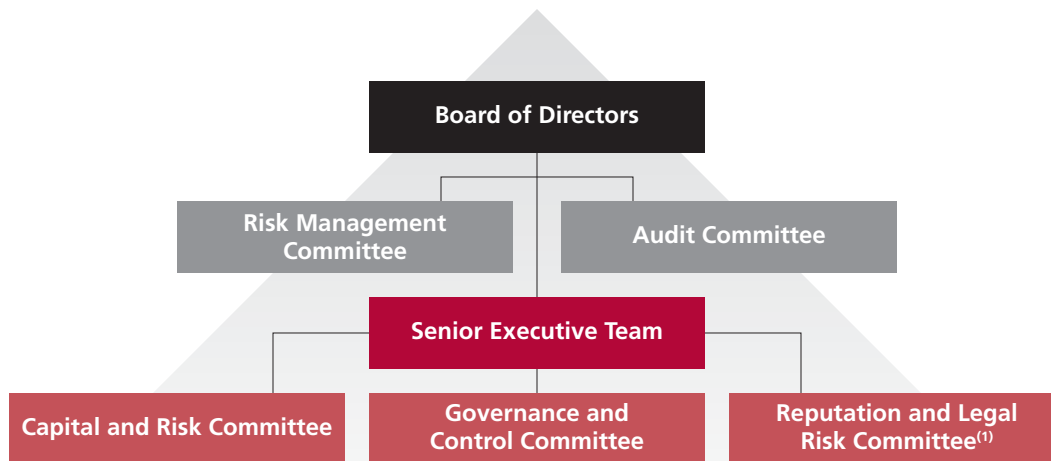 Board of Directors
Risk Management
Committee
Audit Committee
Senior Executive Team
Capital and Risk Committee
Governance and
Control Committee
Reputation and Legal
Risk Committee(1)